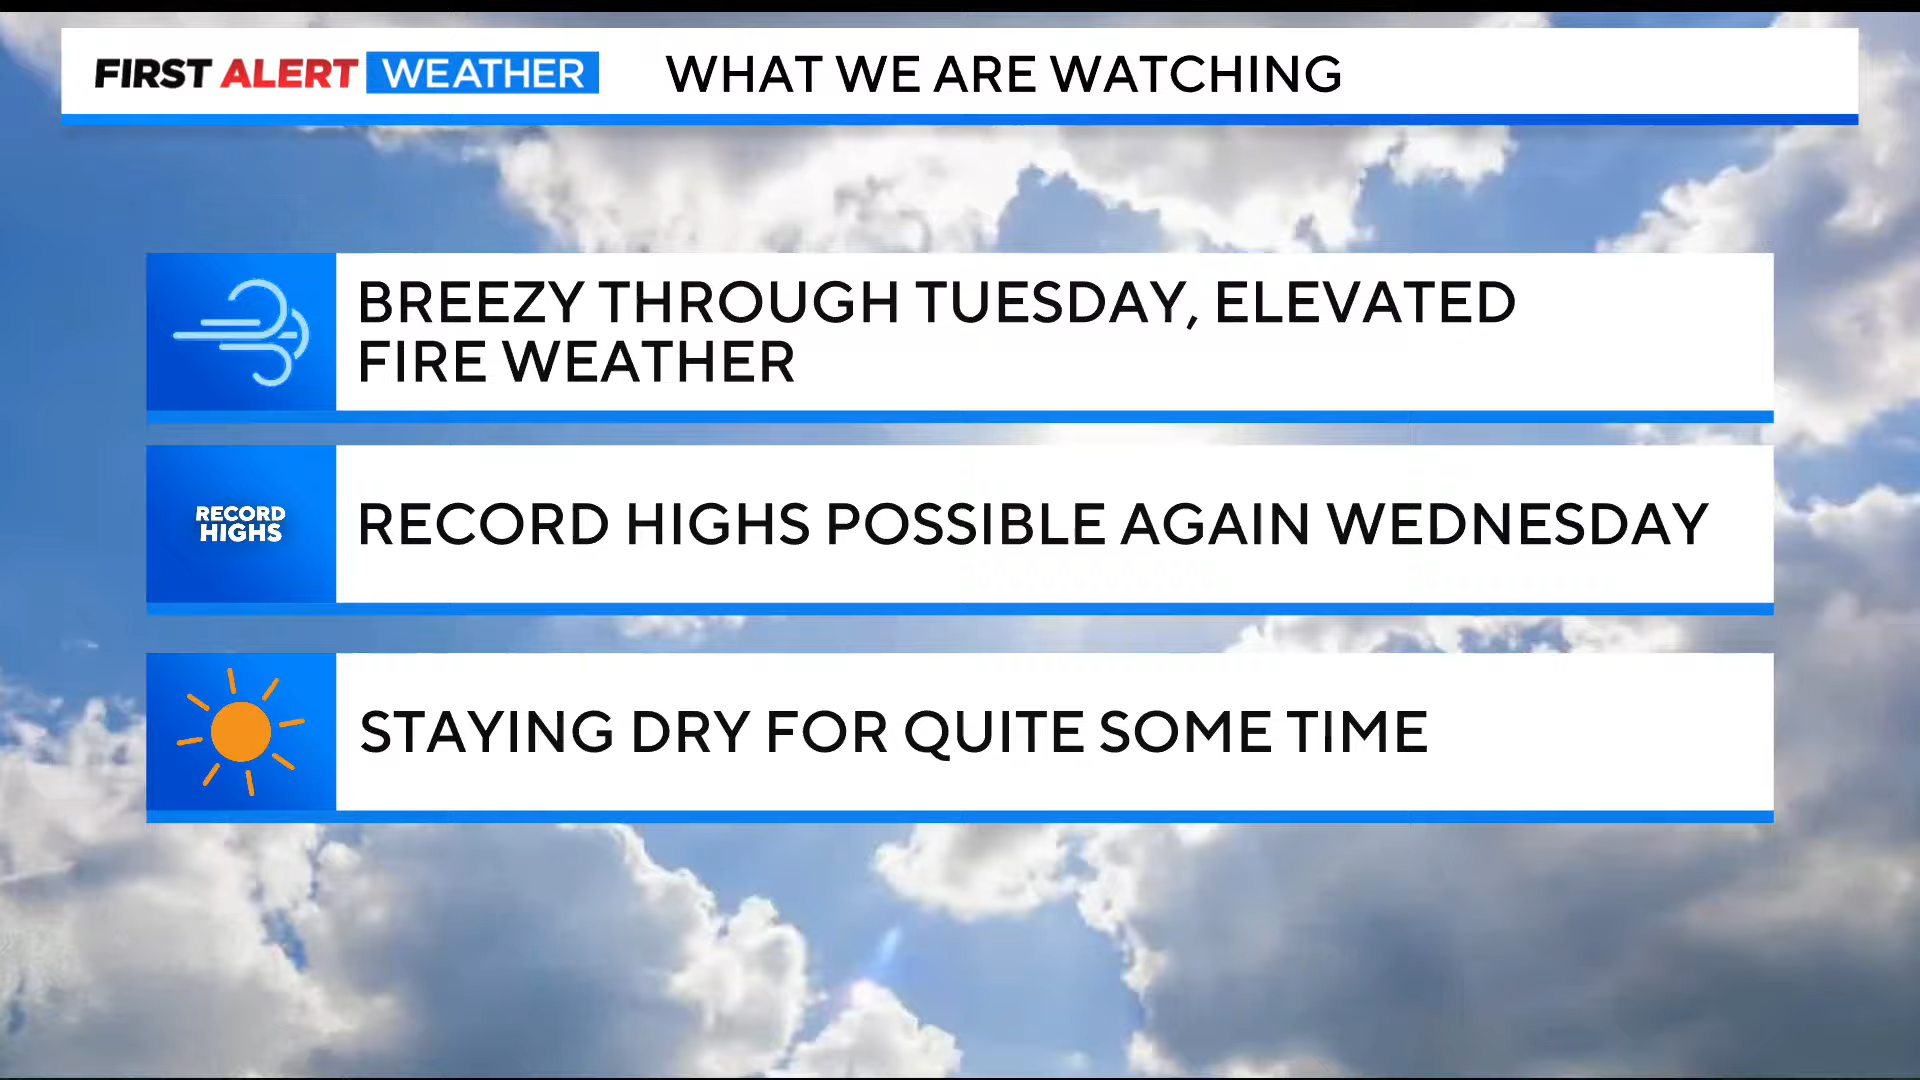 FIRST ALERT WEATHER WHAT WE ARE WATCHING
BREEZY THROUGH TUESDAY, ELEVATED
FIRE WEATHER
RECORD
HIGHS
RECORD HIGHS POSSIBLE AGAIN WEDNESDAY
STAYING DRY FOR QUITE SOME TIME